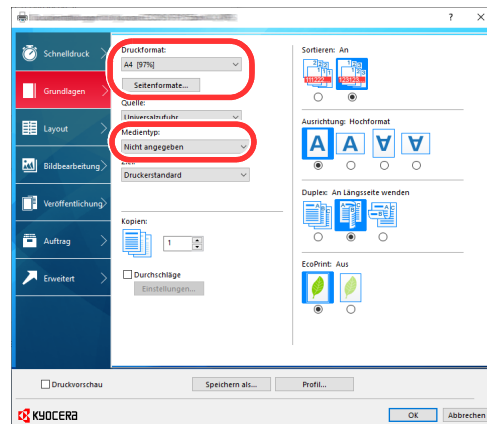 ?
Schnelldruck
Grundlagen
Layout
Bildbearbeitung
Veröffentlichung
Auftrag
Erweitert
Druckformat:
A4 [97%]
Seitenformate...
Quelle:
Universalzufuhr
Medientyp:
Nicht angegeben
Druckerstandard
Kopien:
1
Durchschläge
Einstellungen...
Sortieren: An
Ausrichtung: Hochformat
A A A A
Duplex: An Längsseite wenden
EcoPrint: Aus
Druckvorschau
Speichern als...
Profil...
KYOCERA
OK
Abbrechen